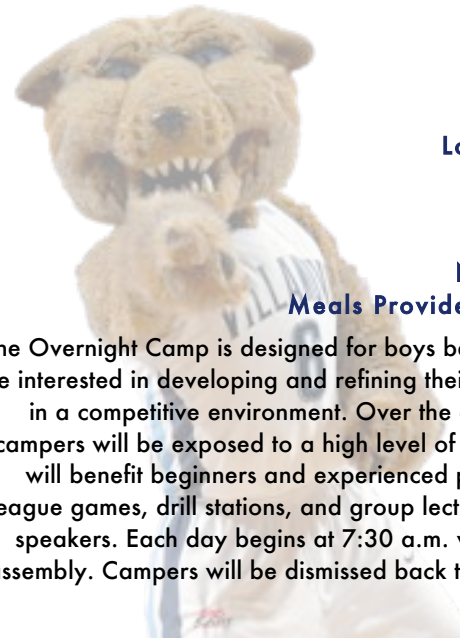 Lo
VILLANO
Meals Provide
he Overnight Camp is designed for boys b
e interested in developing and refining thei
in a competitive environment. Over the
campers will be exposed to a high level of
will benefit beginners and experienced p
eague games, drill stations, and group lect
speakers. Each day begins at 7:30 a.m.
assembly. Campers will be dismissed back t